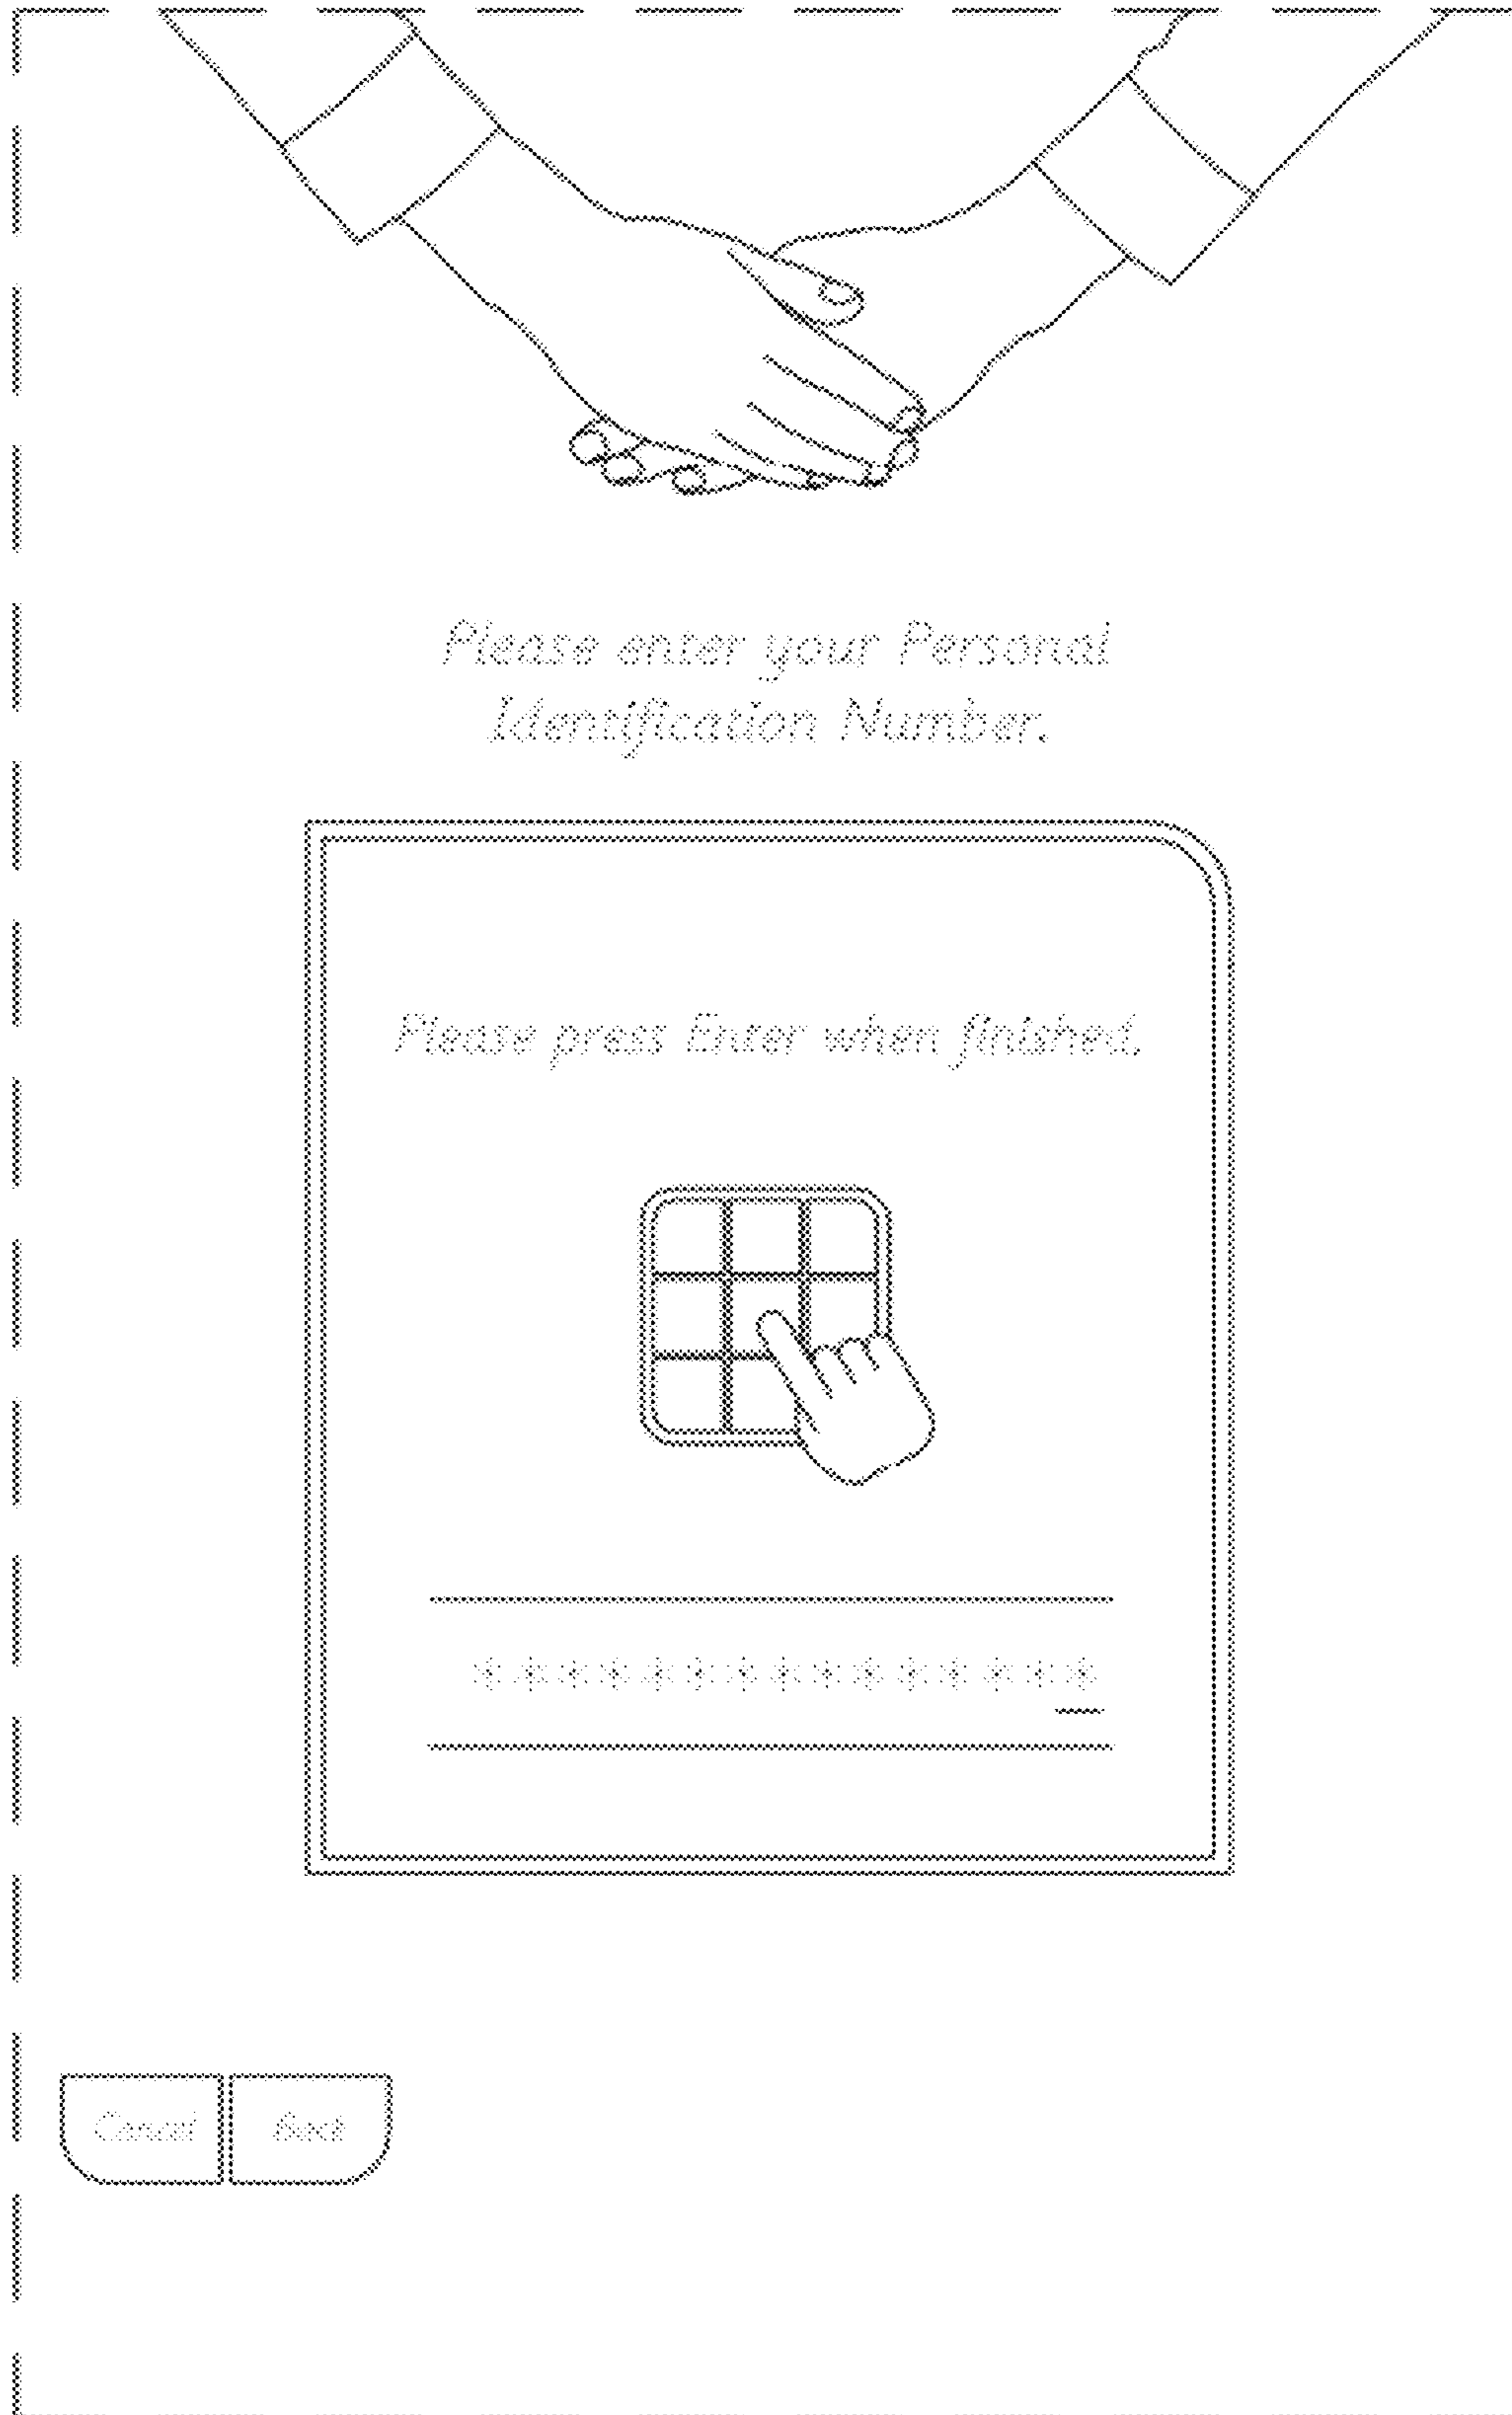 Please enter your Personal
Identification Number.
Please press Enter when finished.
***************
Cancel
Back